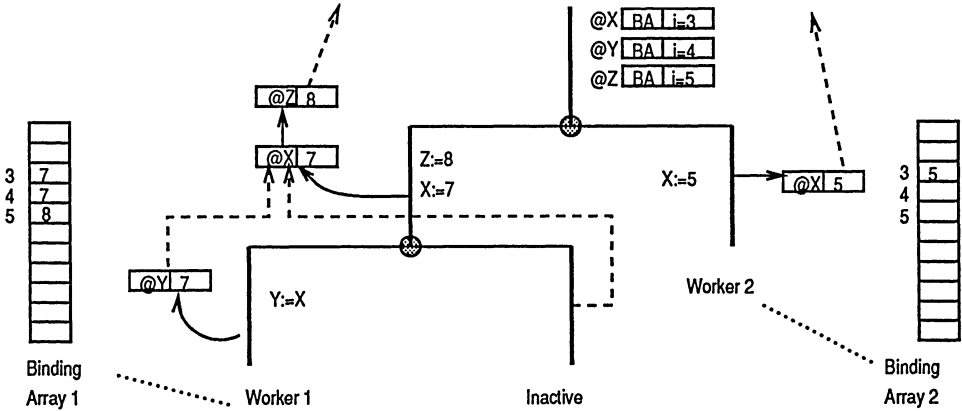 @X BA i=3
@Y BA i=4
@Z BA i=5
@Z 8
@X 7
Z:=8
X:=7
X:=5
@X 5
3 7
4 7
5 8
3 5
4
5
@Y 7
Y:=X
Worker 2
Binding
Array 1
Worker 1
Inactive
Binding
Array 2